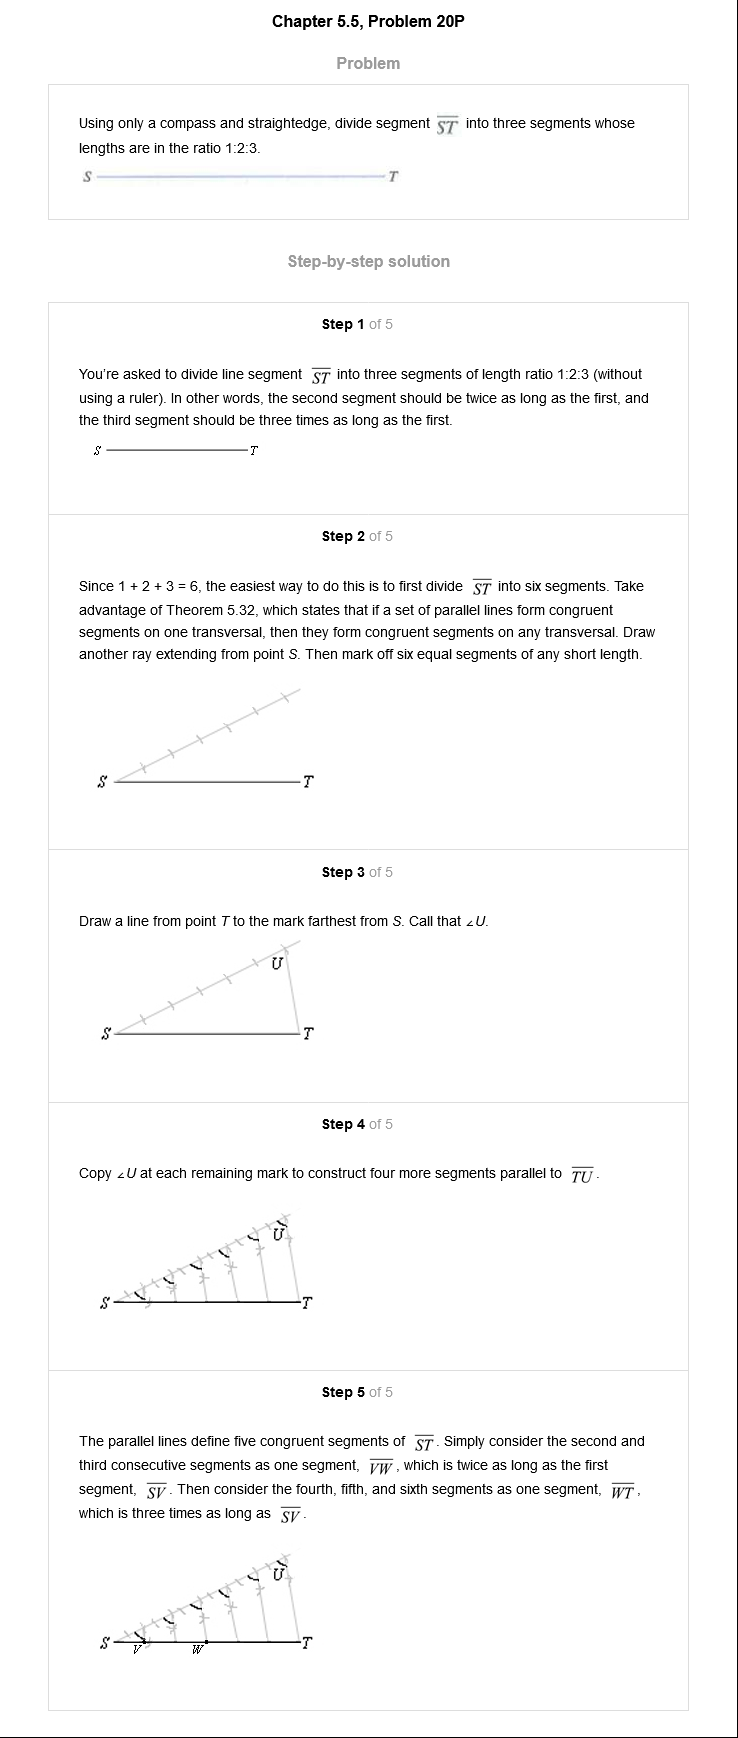 Chapter 5.5, Problem 20P
Problem
Using only a compass and straightedge, divide segment ST into three segments whose
lengths are in the ratio 1:2:3.
S T
Step-by-step solution
Step 1 of 5
You're asked to divide line segment ST into three segments of length ratio 1:2:3 (without
using a ruler). In other words, the second segment should be twice as long as the first, and
the third segment should be three times as long as the first.
S T
Step 2 of 5
Since 1 + 2 + 3 = 6, the easiest way to do this is to first divide ST into six segments. Take
advantage of Theorem 5.32, which states that if a set of parallel lines form congruent
segments on one transversal, then they form congruent segments on any transversal. Draw
another ray extending from point S. Then mark off six equal segments of any short length.
S T
Step 3 of 5
Draw a line from point T to the mark farthest from S. Call that ∠U.
U
S T
Step 4 of 5
Copy ∠U at each remaining mark to construct four more segments parallel to TU.
U
S T
Step 5 of 5
The parallel lines define five congruent segments of ST. Simply consider the second and
third consecutive segments as one segment, VW, which is twice as long as the first
segment, SV. Then consider the fourth, fifth, and sixth segments as one segment, WT,
which is three times as long as SV.
U
S T
V W